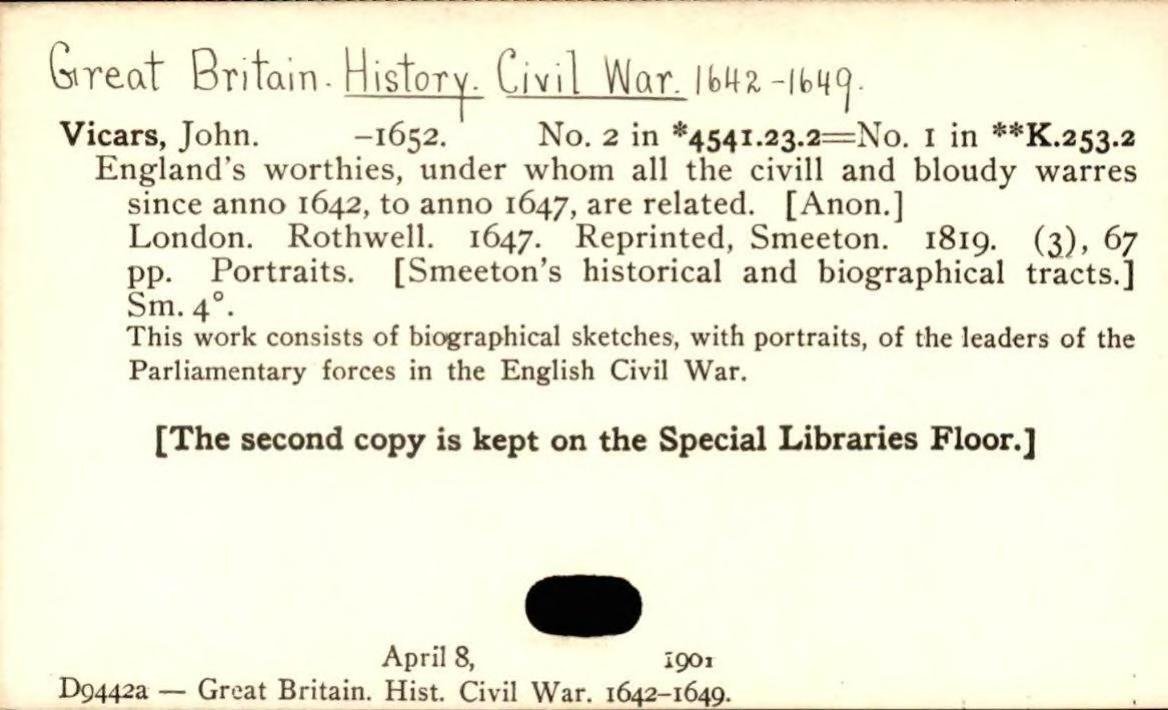 Great Britain. History. Civil War. 1642-1649.
Vicars, John. -1652. No. 2 in *4541.23.2=No. 1 in **K.253.2
England's worthies, under whom all the civill and bloudy warres
since anno 1642, to anno 1647, are related. [Anon.]
London. Rothwell. 1647. Reprinted, Smeeton. 1819. (3), 67
pp. Portraits. [Smeeton's historical and biographical tracts.]
Sm. 4°.
This work consists of biographical sketches, with portraits, of the leaders of the
Parliamentary forces in the English Civil War.
[The second copy is kept on the Special Libraries Floor.]
April 8, 1901
D9442a — Great Britain. Hist. Civil War. 1642–1649.